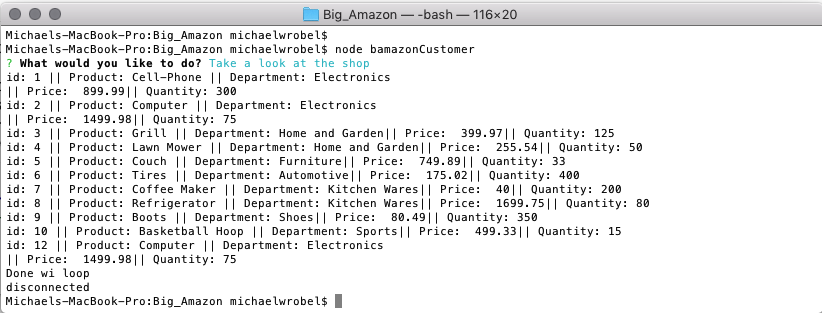 Big_Amazon — -bash — 116×20
Michaels-MacBook-Pro:Big_Amazon michaelwrobel$
Michaels-MacBook-Pro:Big_Amazon michaelwrobel$ node bamazonCustomer
? What would you like to do? Take a look at the shop
id: 1 || Product: Cell-Phone || Department: Electronics
|| Price:  899.99|| Quantity: 300
id: 2 || Product: Computer || Department: Electronics
|| Price:  1499.98|| Quantity: 75
id: 3 || Product: Grill || Department: Home and Garden|| Price:  399.97|| Quantity: 125
id: 4 || Product: Lawn Mower || Department: Home and Garden|| Price:  255.54|| Quantity: 50
id: 5 || Product: Couch || Department: Furniture|| Price:  749.89|| Quantity: 33
id: 6 || Product: Tires || Department: Automotive|| Price:  175.02|| Quantity: 400
id: 7 || Product: Coffee Maker || Department: Kitchen Wares|| Price:  40|| Quantity: 200
id: 8 || Product: Refrigerator || Department: Kitchen Wares|| Price:  1699.75|| Quantity: 80
id: 9 || Product: Boots || Department: Shoes|| Price:  80.49|| Quantity: 350
id: 10 || Product: Basketball Hoop || Department: Sports|| Price:  499.33|| Quantity: 15
id: 12 || Product: Computer || Department: Electronics
|| Price:  1499.98|| Quantity: 75
Done wi loop
disconnected
Michaels-MacBook-Pro:Big_Amazon michaelwrobel$